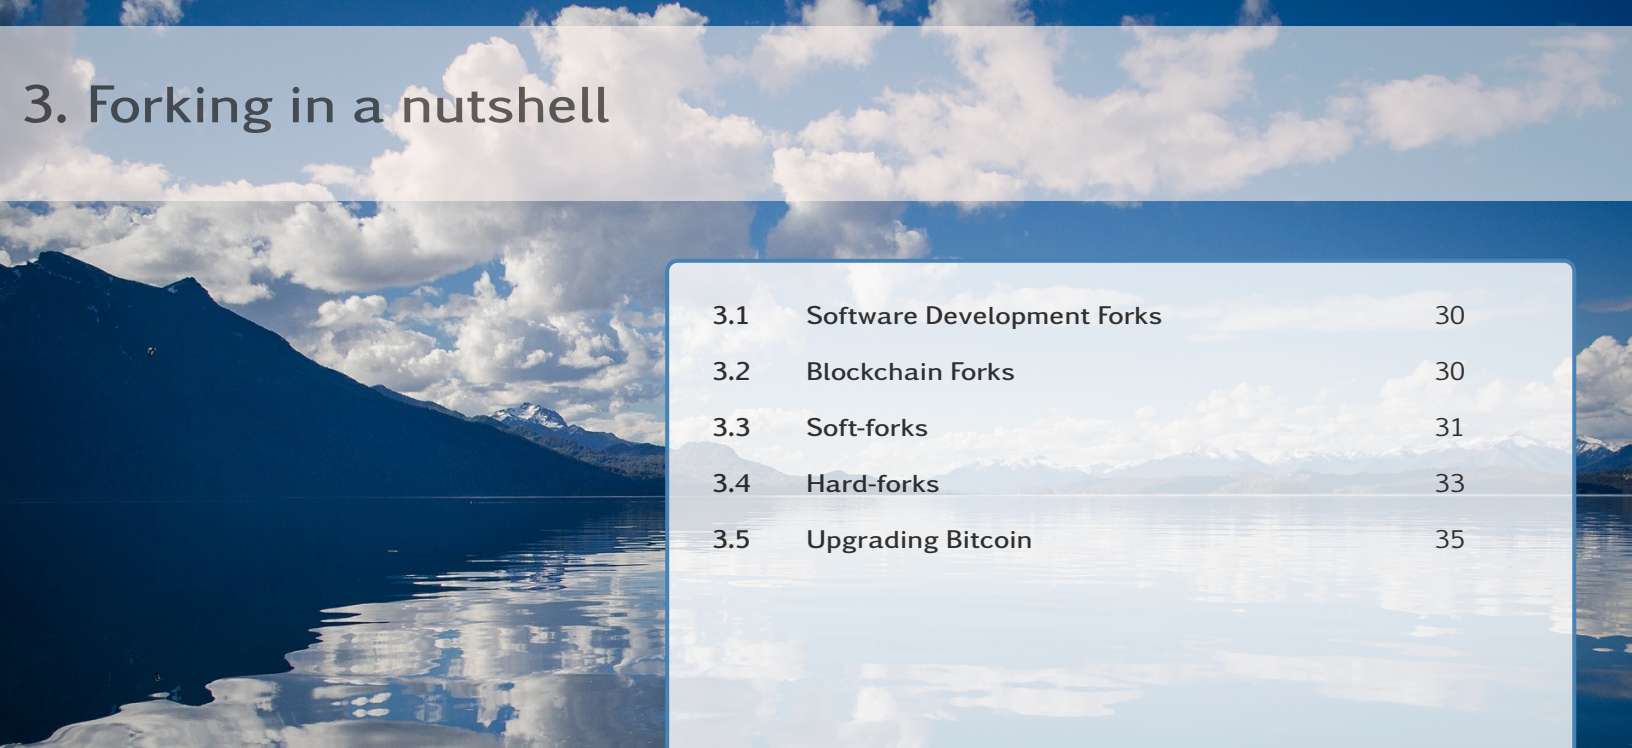 3. Forking in a nutshell
3.1 Software Development Forks 30
3.2 Blockchain Forks 30
3.3 Soft-forks 31
3.4 Hard-forks 33
3.5 Upgrading Bitcoin 35